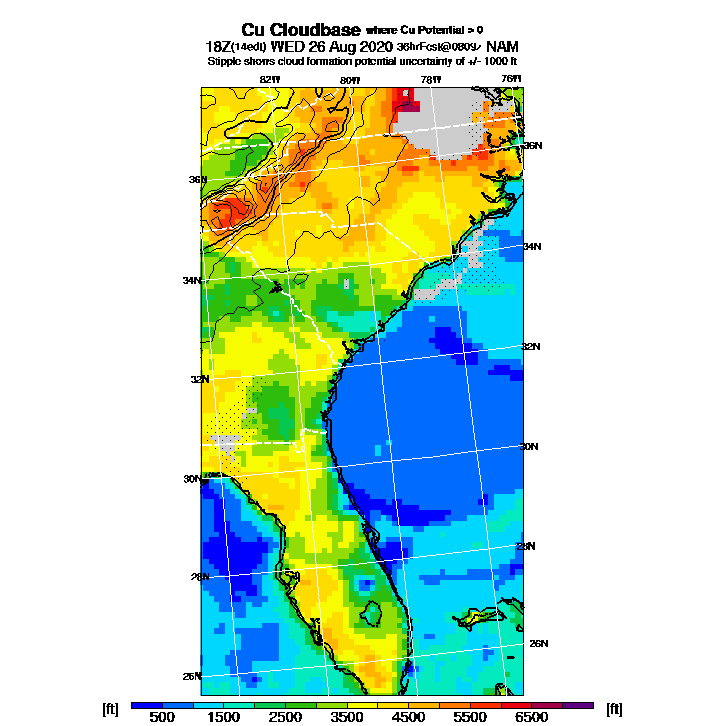 Cu Cloudbase where Cu Potential > 0
18Z(14edt) WED 26 Aug 2020 NAM
Stipple shows cloud formation potential uncertainty of +/- 1000 ft
82W 80W 78W 76W
36N
36N
34N
34N
32N
32N
30N
30N
28N
28N
26N
26N
[ft] 500 1500 2500 3500 4500 5500 6500 [ft]